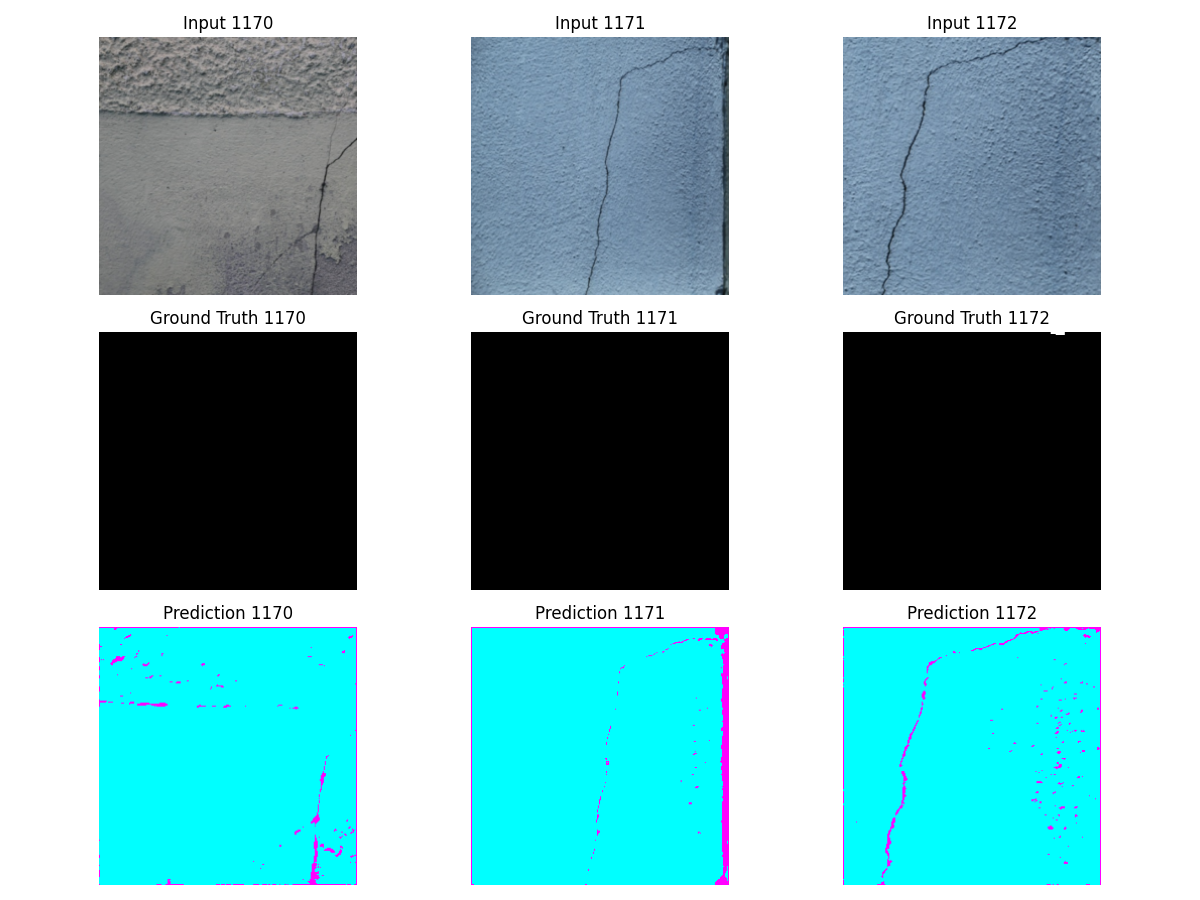 Input 1170
Input 1171
Input 1172
Ground Truth 1170
Ground Truth 1171
Ground Truth 1172
Prediction 1170
Prediction 1171
Prediction 1172